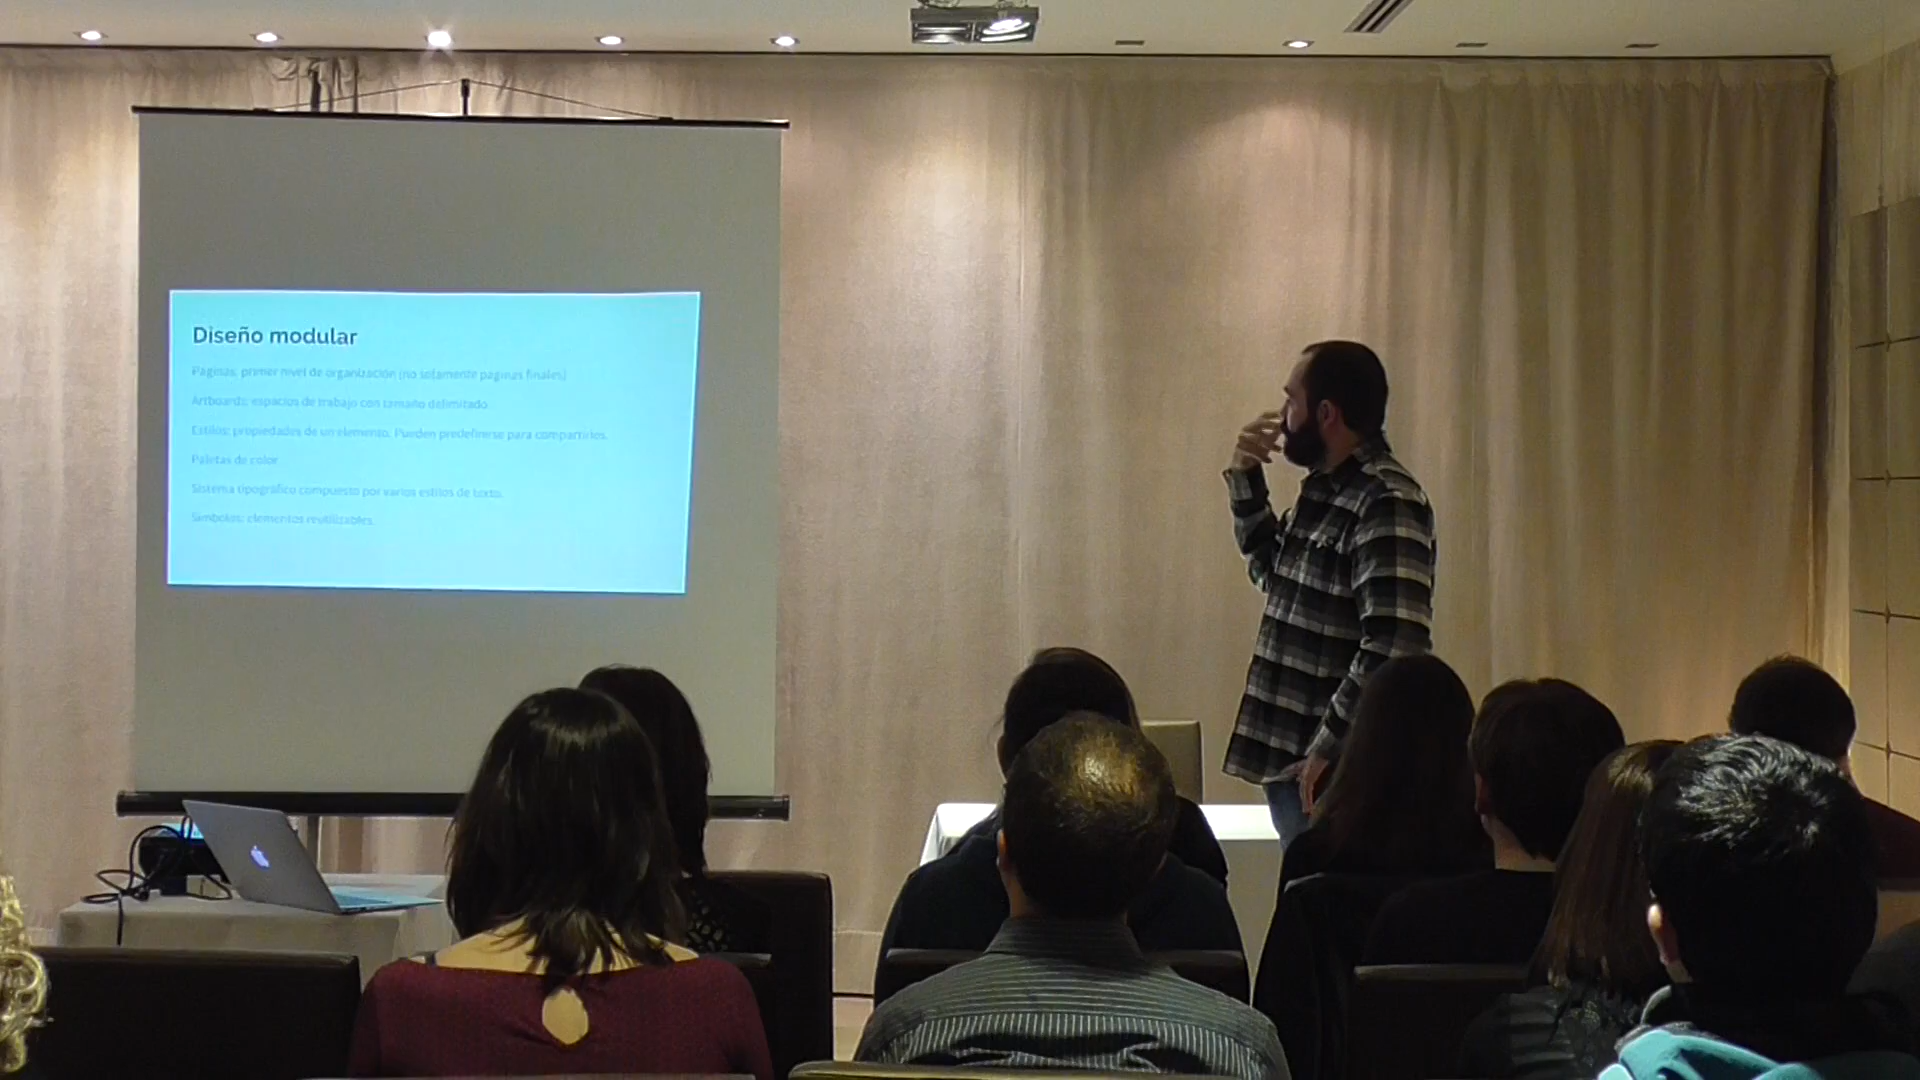 Diseño modular
Páginas: primer nivel de organización (no solamente páginas finales)
Artboards: espacios de trabajo con tamaño delimitado
Estilos: propiedades de un elemento. Pueden predefinirse para compartirlos.
Paletas de color
Sistema tipográfico compuesto por varios estilos de texto.
Símbolos: elementos reutilizables.